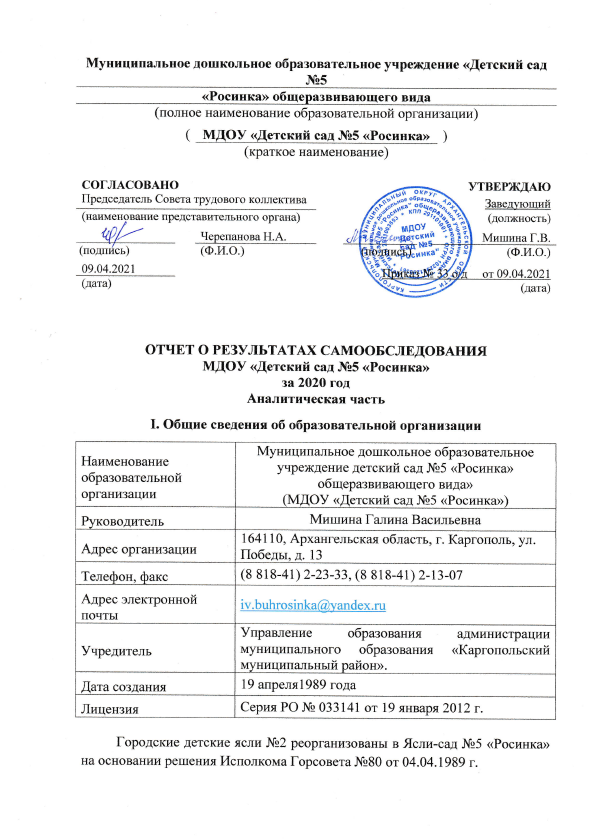 Муниципальное дошкольное образовательное учреждение «Детский сад
№5
«Росинка» общеразвивающего вида
(полное наименование образовательной организации)
( МДОУ «Детский сад №5 «Росинка» )
(краткое наименование)
СОГЛАСОВАНО
Председатель Совета трудового коллектива
(наименование представительного органа)
Черепанова Н.А.
(подпись) (Ф.И.О.)
09.04.2021
(дата)
УТВЕРЖДАЮ
Заведующий
(должность)
Мишина Г.В.
(подпись) (Ф.И.О.)
Приказ № 33 о/д от 09.04.2021
(дата)
МДОУ
"Детский
сад №5
"Росинка"
ОТЧЕТ О РЕЗУЛЬТАТАХ САМООБСЛЕДОВАНИЯ
МДОУ «Детский сад №5 «Росинка»
за 2020 год
Аналитическая часть
I. Общие сведения об образовательной организации
Наименование
образовательной
организации
Муниципальное дошкольное образовательное
учреждение детский сад №5 «Росинка»
общеразвивающего вида»
(МДОУ «Детский сад №5 «Росинка»)
Руководитель
Мишина Галина Васильевна
Адрес организации
164110, Архангельская область, г. Каргополь, ул.
Победы, д. 13
Телефон, факс
(8 818-41) 2-23-33, (8 818-41) 2-13-07
Адрес электронной
почты
iv.buhrosinka@yandex.ru
Учредитель
Управление образования администрации
муниципального образования «Каргопольский
муниципальный район».
Дата создания
19 апреля1989 года
Лицензия
Серия РО № 033141 от 19 января 2012 г.
Городские детские ясли №2 реорганизованы в Ясли-сад №5 «Росинка»
на основании решения Исполкома Горсовета №80 от 04.04.1989 г.